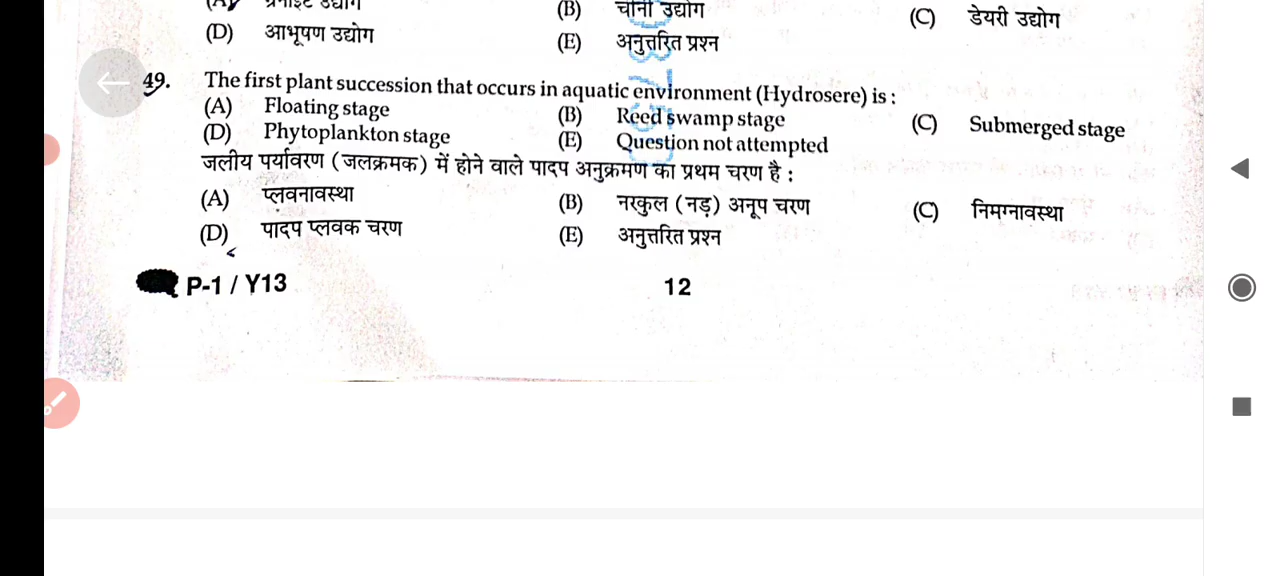 (A) ग्रेनाइट उद्योग (B) चीनी उद्योग (C) डेयरी उद्योग
(D) आभूषण उद्योग (E) अनुत्तरित प्रश्न
49. The first plant succession that occurs in aquatic environment (Hydrosere) is :
(A) Floating stage (B) Reed swamp stage (C) Submerged stage
(D) Phytoplankton stage (E) Question not attempted
जलीय पर्यावरण (जलक्रमक) में होने वाले पादप अनुक्रमण का प्रथम चरण है :
(A) प्लवनावस्था (B) नरकुल (नड़) अनूप चरण (C) निमग्नावस्था
(D) पादप प्लवक चरण (E) अनुत्तरित प्रश्न
P-1 / Y13 12